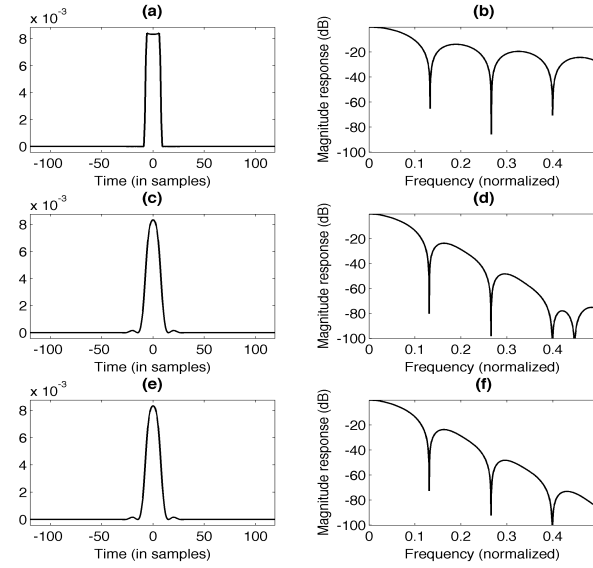 (a)
x 10⁻³
8
6
4
2
0
-100 -50 0 50 100
Time (in samples)
(b)
Magnitude response (dB)
-20
-40
-60
-80
-100
0 0.1 0.2 0.3 0.4
Frequency (normalized)
(c)
x 10⁻³
8
6
4
2
0
-100 -50 0 50 100
Time (in samples)
(d)
Magnitude response (dB)
-20
-40
-60
-80
-100
0 0.1 0.2 0.3 0.4
Frequency (normalized)
(e)
x 10⁻³
8
6
4
2
0
-100 -50 0 50 100
Time (in samples)
(f)
Magnitude response (dB)
-20
-40
-60
-80
-100
0 0.1 0.2 0.3 0.4
Frequency (normalized)